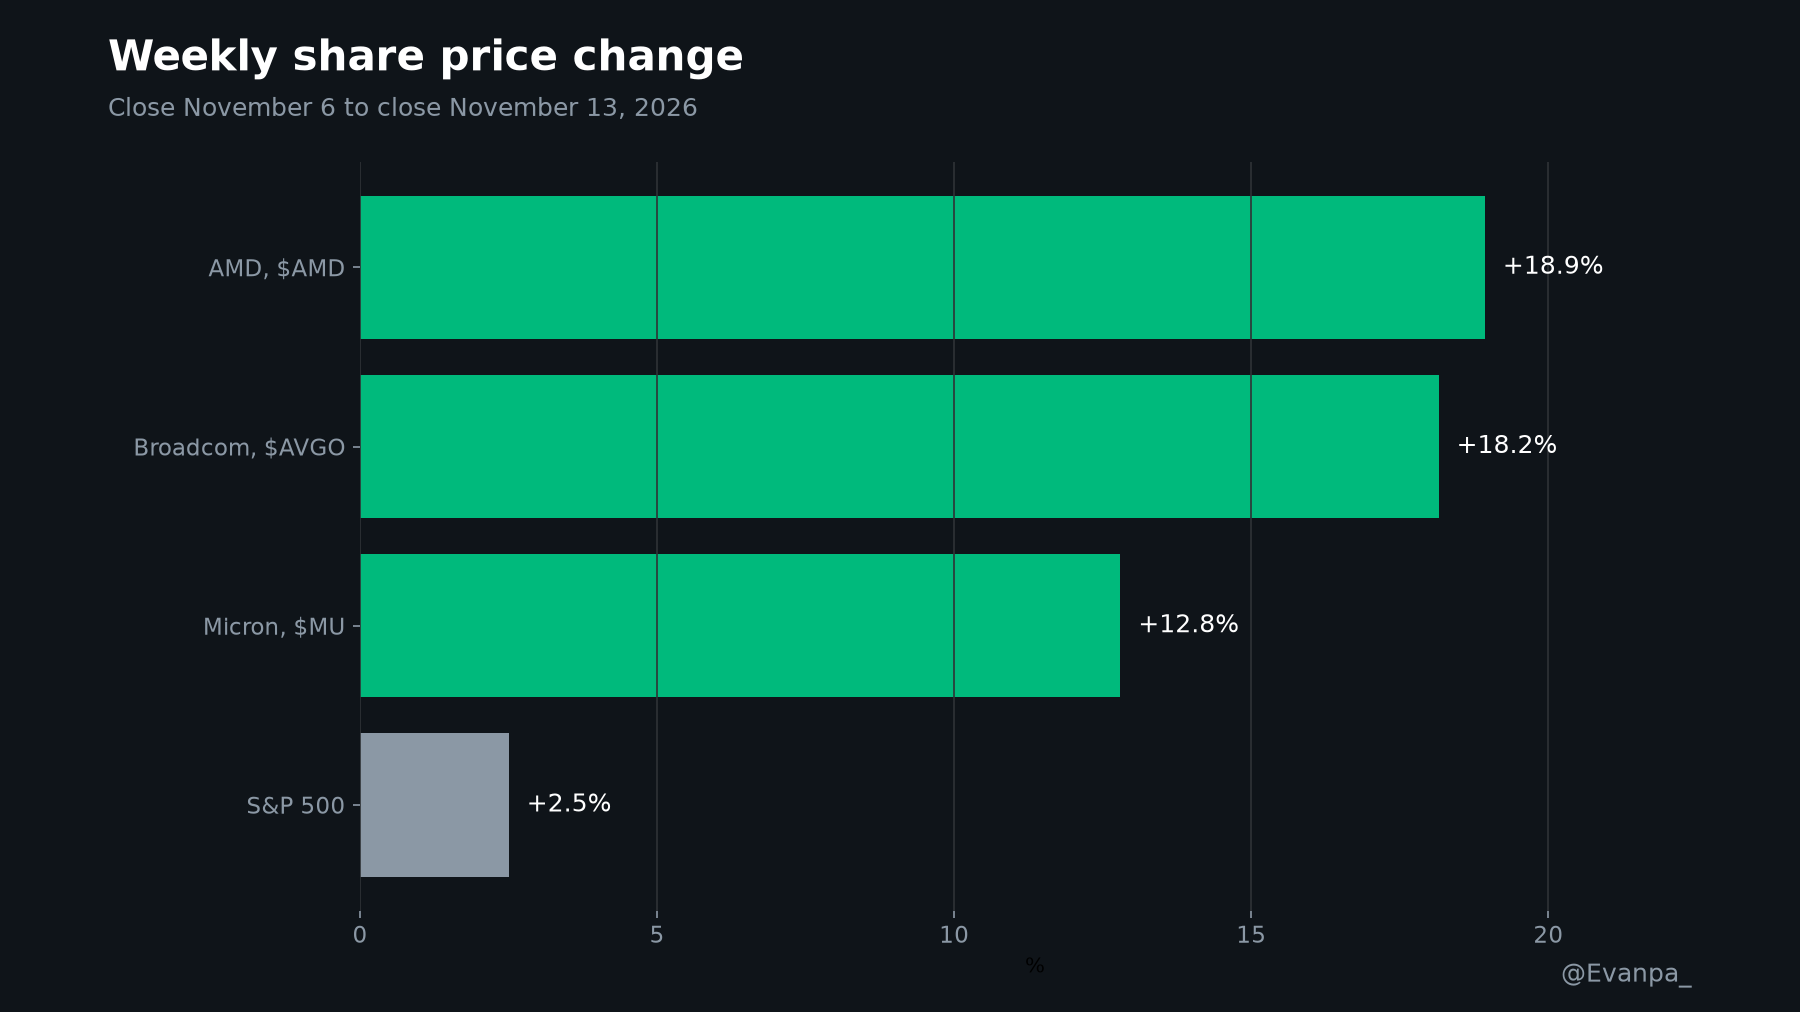 Weekly share price change
Close November 6 to close November 13, 2026
AMD, $AMD
+18.9%
Broadcom, $AVGO
+18.2%
Micron, $MU
+12.8%
S&P 500
+2.5%
0 5 10 15 20
%
@Evanpa_